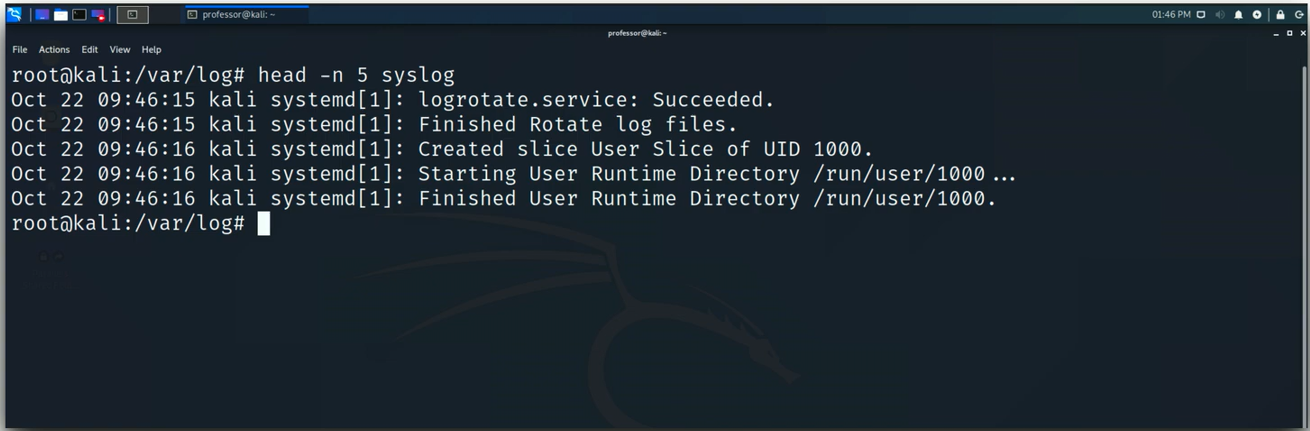 professor@kali: ~
01:46 PM
professor@kali: ~
File Actions Edit View Help
root@kali:/var/log# head -n 5 syslog
Oct 22 09:46:15 kali systemd[1]: logrotate.service: Succeeded.
Oct 22 09:46:15 kali systemd[1]: Finished Rotate log files.
Oct 22 09:46:16 kali systemd[1]: Created slice User Slice of UID 1000.
Oct 22 09:46:16 kali systemd[1]: Starting User Runtime Directory /run/user/1000...
Oct 22 09:46:16 kali systemd[1]: Finished User Runtime Directory /run/user/1000.
root@kali:/var/log#